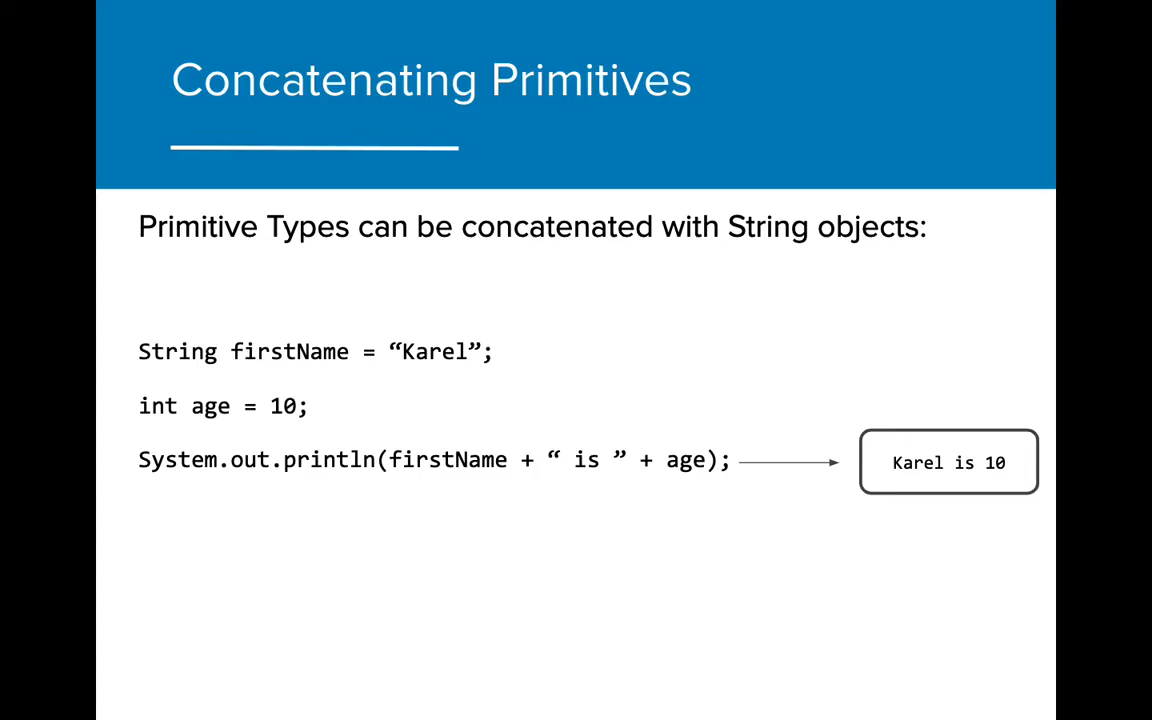 Concatenating Primitives
Primitive Types can be concatenated with String objects:
String firstName = “Karel”;
int age = 10;
System.out.println(firstName + “ is ” + age);
Karel is 10